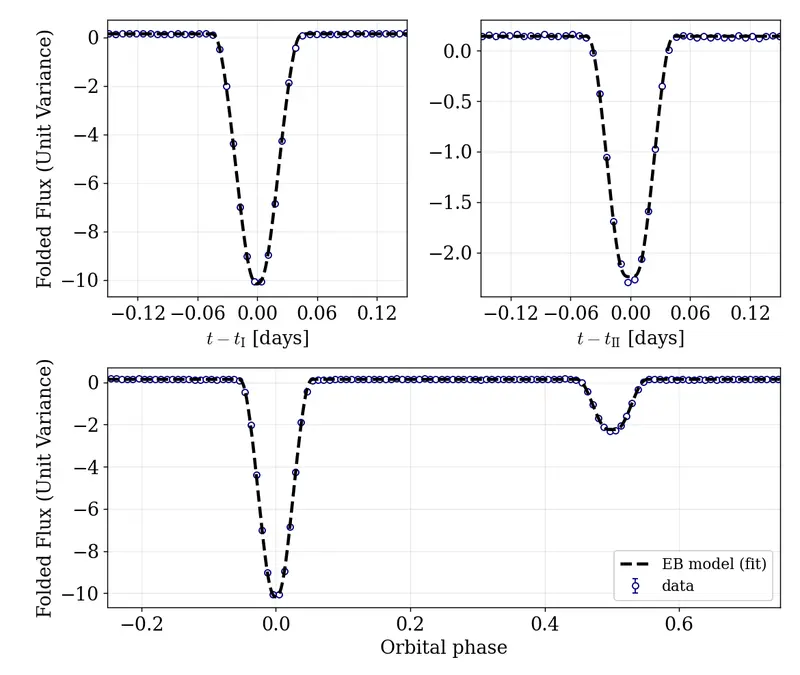 Folded Flux (Unit Variance)
0
−2
−4
−6
−8
−10
−0.12 −0.06 0.00 0.06 0.12
t − tI [days]
0.0
−0.5
−1.0
−1.5
−2.0
−0.12 −0.06 0.00 0.06 0.12
t − tII [days]
Folded Flux (Unit Variance)
0
−2
−4
−6
−8
−10
EB model (fit)
data
−0.2 0.0 0.2 0.4 0.6
Orbital phase